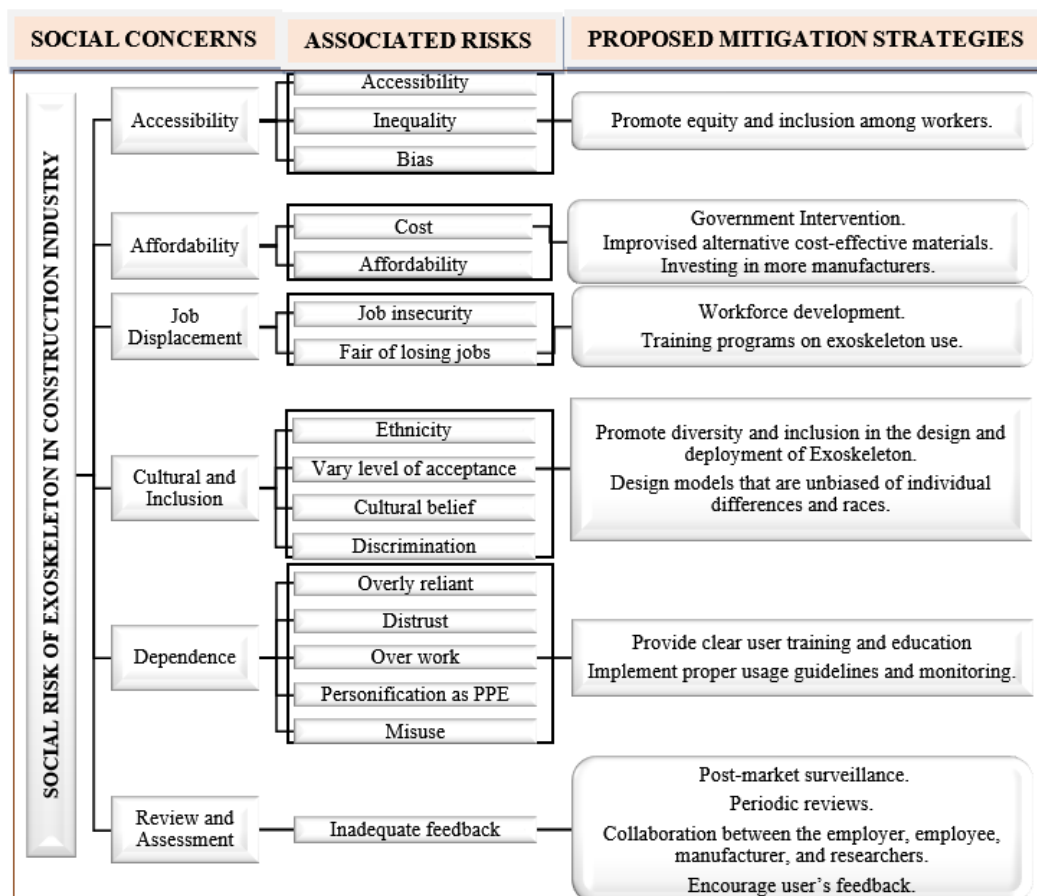 SOCIAL CONCERNS
ASSOCIATED RISKS
PROPOSED MITIGATION STRATEGIES
SOCIAL RISK OF EXOSKELETON IN CONSTRUCTION INDUSTRY
Accessibility
Accessibility
Inequality
Bias
Promote equity and inclusion among workers.
Affordability
Cost
Affordability
Government Intervention.
Improvised alternative cost-effective materials.
Investing in more manufacturers.
Job
Displacement
Job insecurity
Fair of losing jobs
Workforce development.
Training programs on exoskeleton use.
Cultural and
Inclusion
Ethnicity
Vary level of acceptance
Cultural belief
Discrimination
Promote diversity and inclusion in the design and
deployment of Exoskeleton.
Design models that are unbiased of individual
differences and races.
Dependence
Overly reliant
Distrust
Over work
Personification as PPE
Misuse
Provide clear user training and education
Implement proper usage guidelines and monitoring.
Review and
Assessment
Inadequate feedback
Post-market surveillance.
Periodic reviews.
Collaboration between the employer, employee,
manufacturer, and researchers.
Encourage user's feedback.